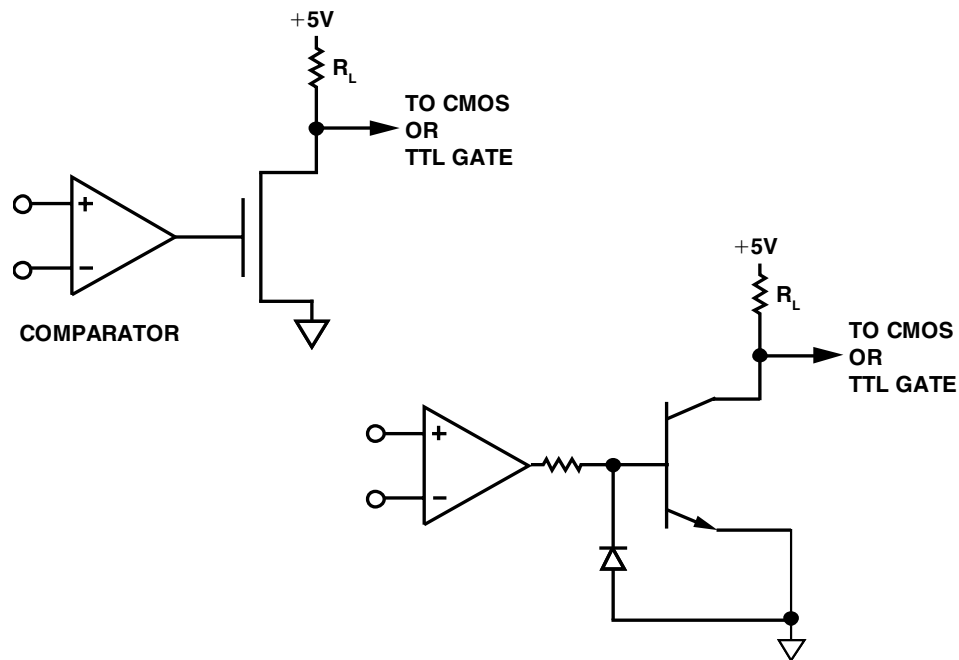 +5V
R_L
TO CMOS
OR
TTL GATE
+
−
COMPARATOR
+5V
R_L
TO CMOS
OR
TTL GATE
+
−